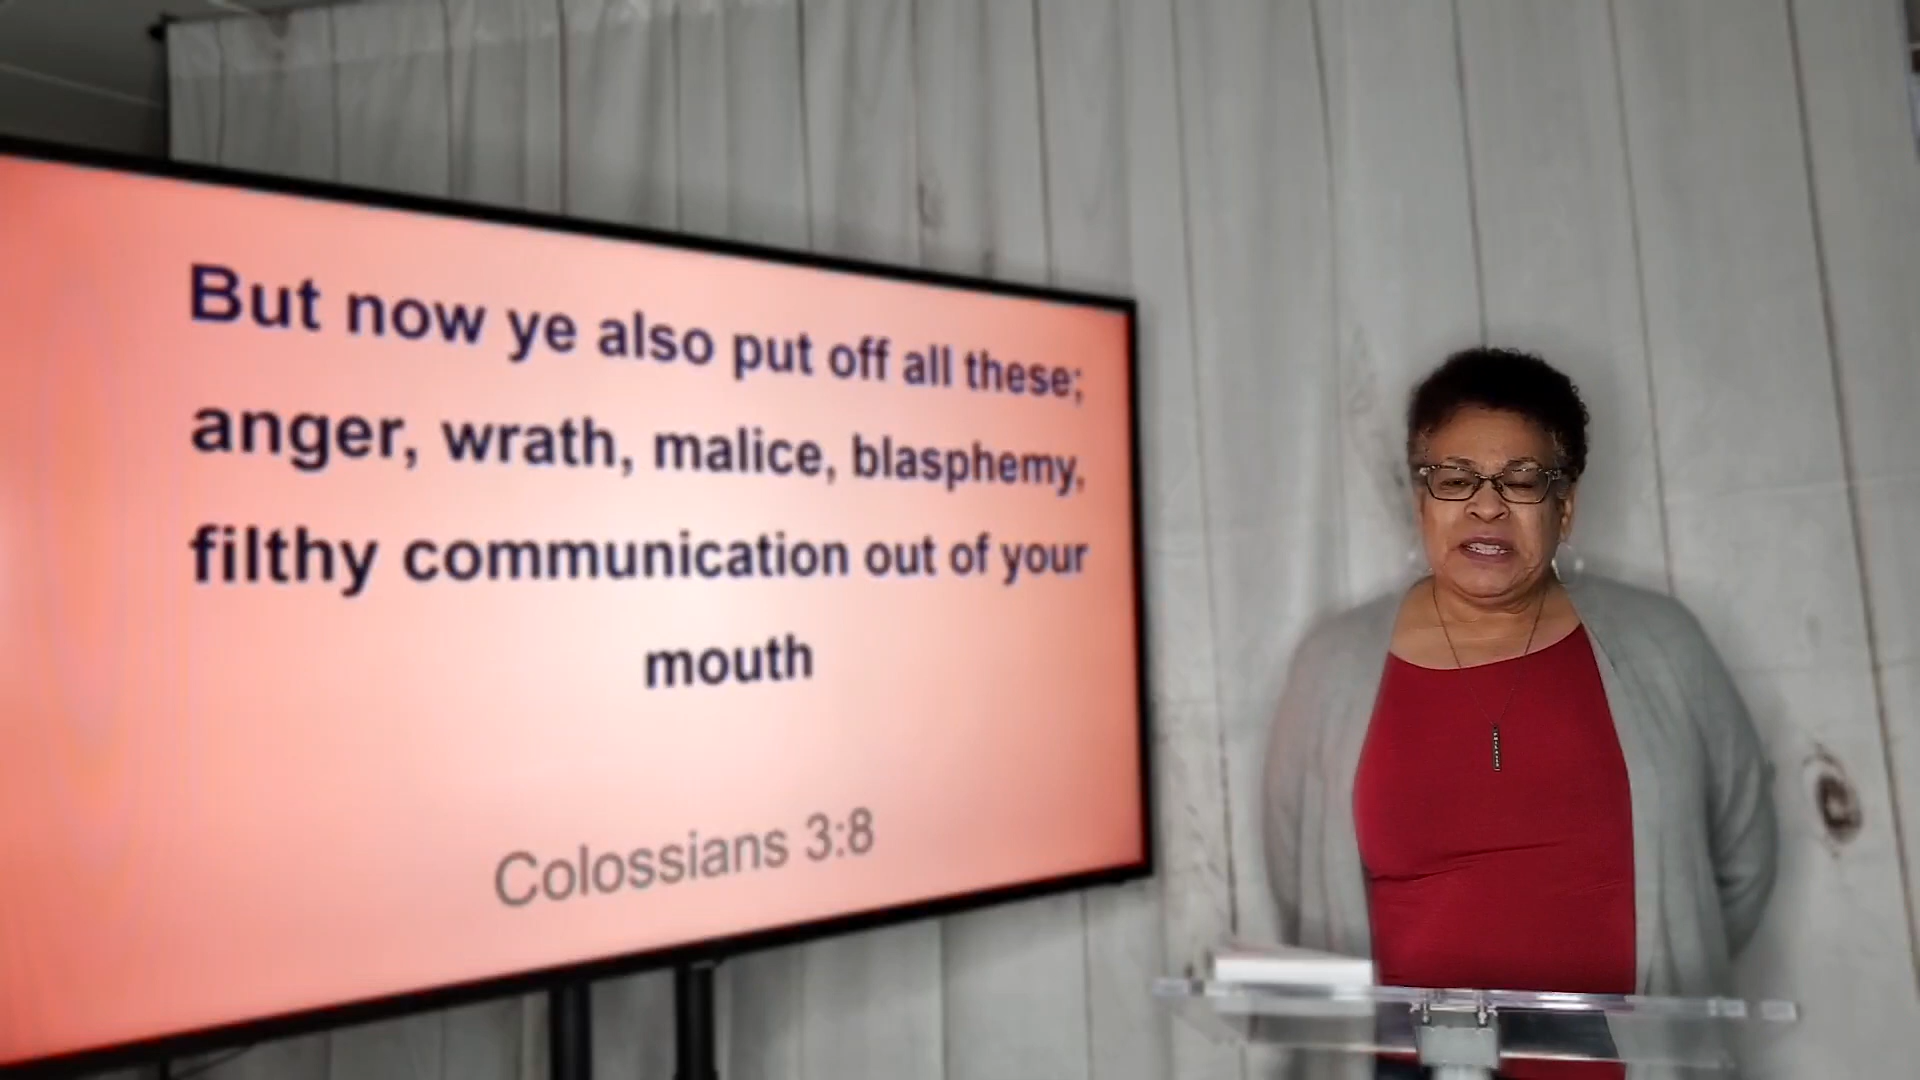 But now ye also put off all these;
anger, wrath, malice, blasphemy,
filthy communication out of your
mouth
Colossians 3:8